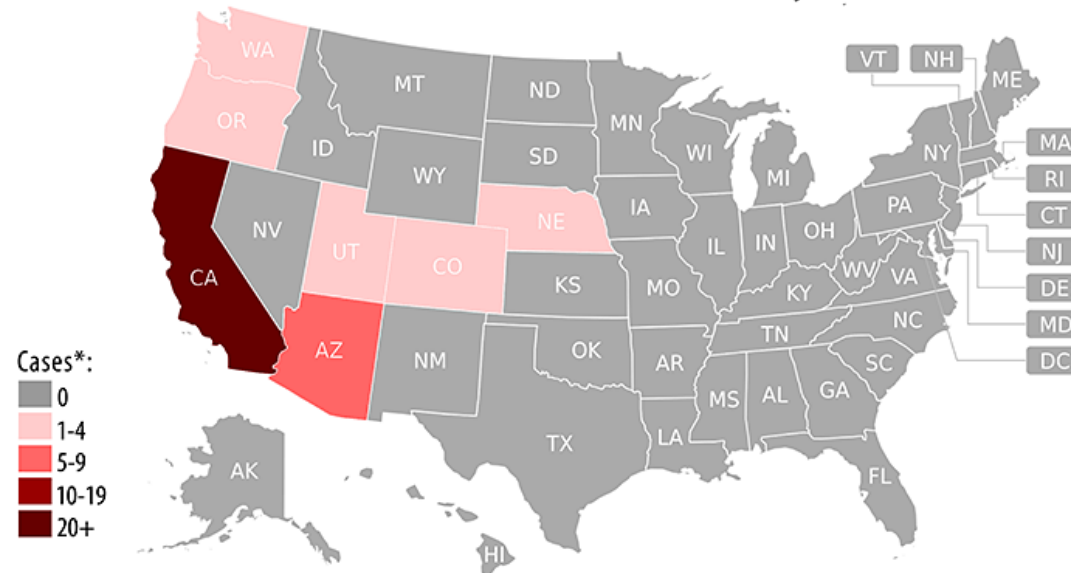 WA
OR
CA
NV
ID
MT
WY
UT
CO
AZ
NM
ND
SD
NE
KS
OK
TX
MN
IA
MO
AR
LA
WI
IL
MI
IN
OH
KY
TN
MS
AL
GA
FL
SC
NC
VA
WV
PA
NY
VT
NH
ME
MA
RI
CT
NJ
DE
MD
DC
AK
HI
Cases*:
0
1-4
5-9
10-19
20+